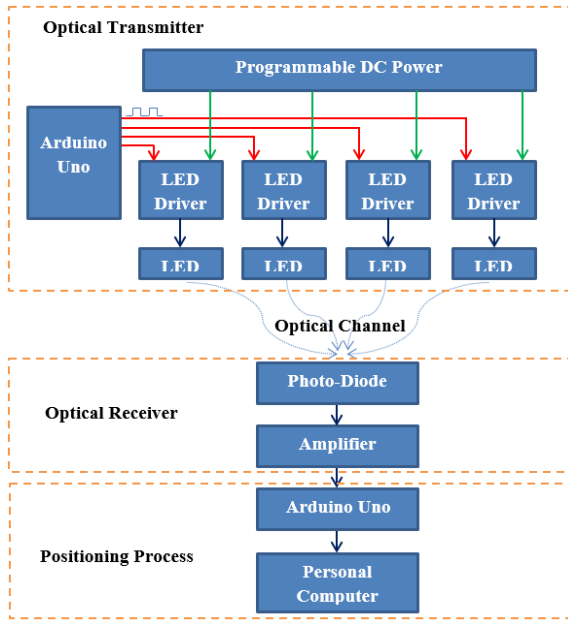 Optical Transmitter
Programmable DC Power
Arduino
Uno
LED
Driver
LED
Driver
LED
Driver
LED
Driver
LED
LED
LED
LED
Optical Channel
Photo-Diode
Optical Receiver
Amplifier
Arduino Uno
Positioning Process
Personal
Computer